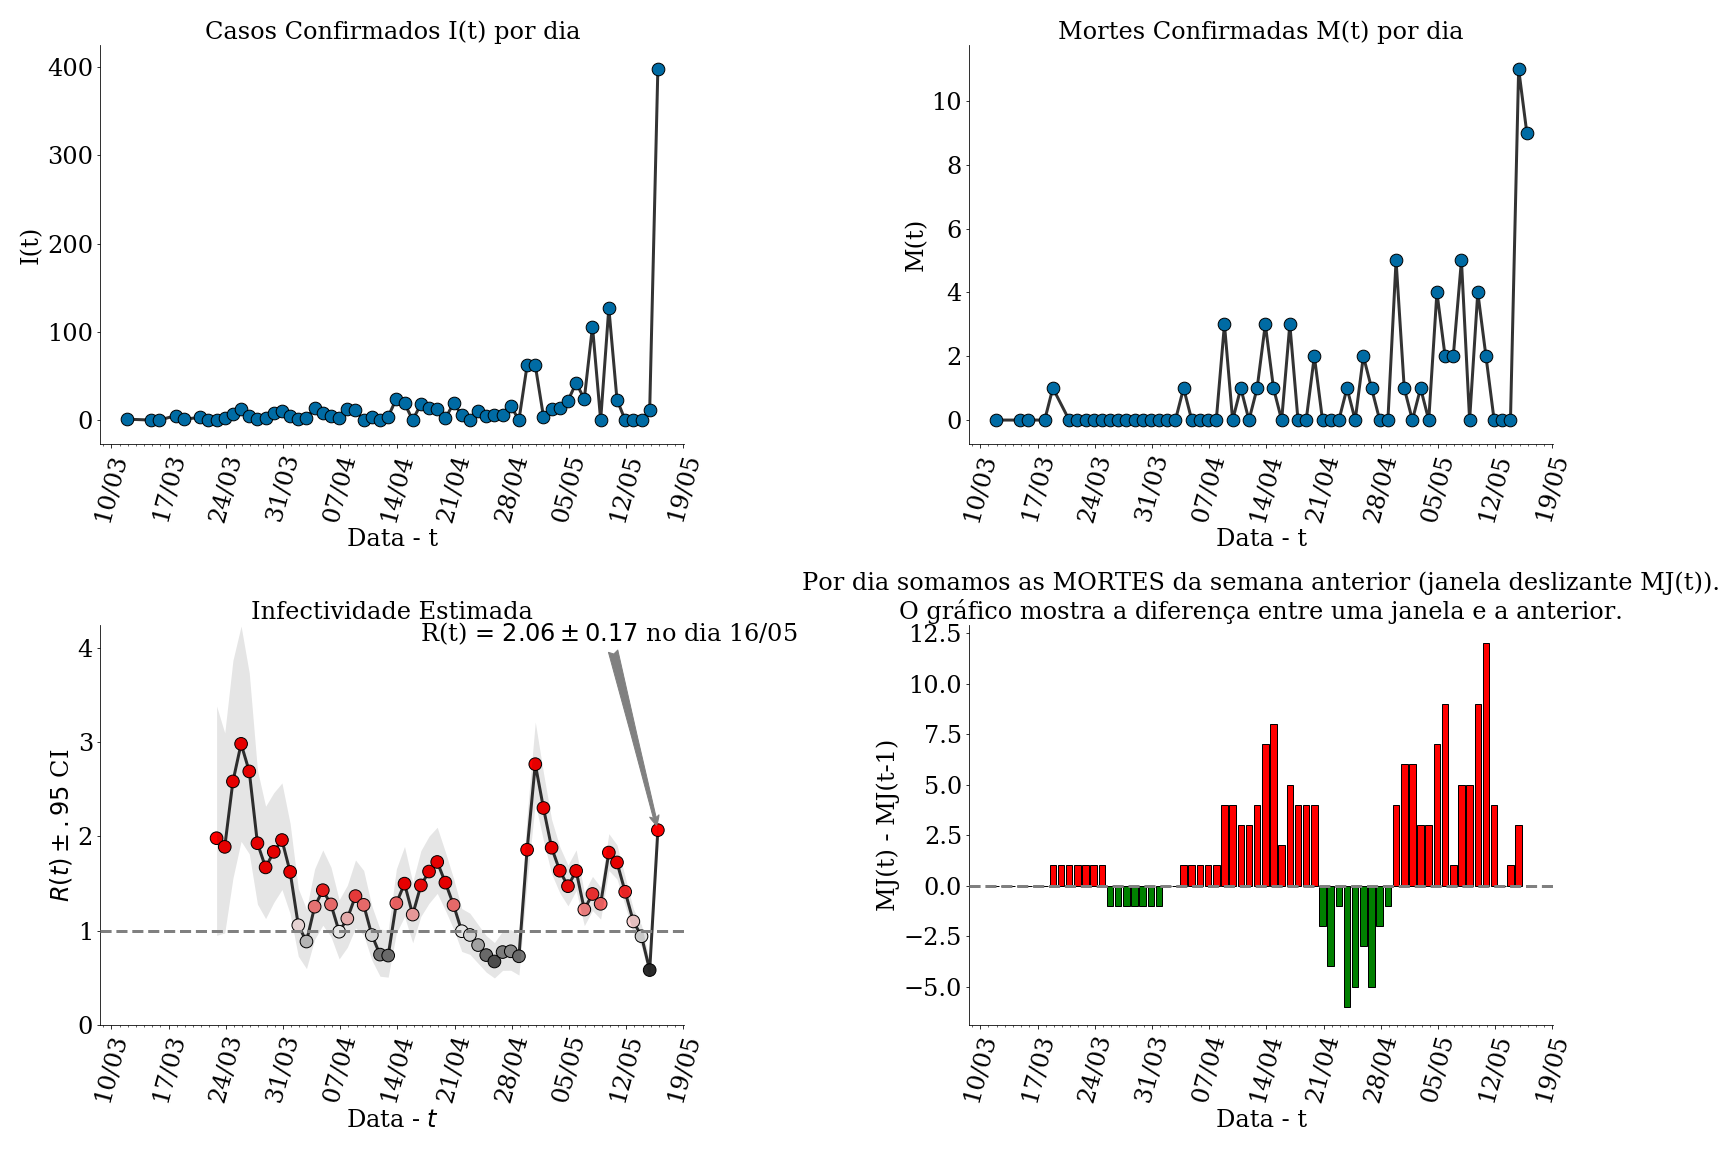 Casos Confirmados I(t) por dia
I(t)
400
300
200
100
0
10/03 17/03 24/03 31/03 07/04 14/04 21/04 28/04 05/05 12/05 19/05
Data - t
Mortes Confirmadas M(t) por dia
M(t)
10
8
6
4
2
0
10/03 17/03 24/03 31/03 07/04 14/04 21/04 28/04 05/05 12/05 19/05
Data - t
Infectividade Estimada
R(t) = 2.06 ± 0.17 no dia 16/05
R(t) ± .95 CI
4
3
2
1
0
10/03 17/03 24/03 31/03 07/04 14/04 21/04 28/04 05/05 12/05 19/05
Data - t
Por dia somamos as MORTES da semana anterior (janela deslizante MJ(t)).
O gráfico mostra a diferença entre uma janela e a anterior.
MJ(t) - MJ(t-1)
12.5
10.0
7.5
5.0
2.5
0.0
−2.5
−5.0
10/03 17/03 24/03 31/03 07/04 14/04 21/04 28/04 05/05 12/05 19/05
Data - t